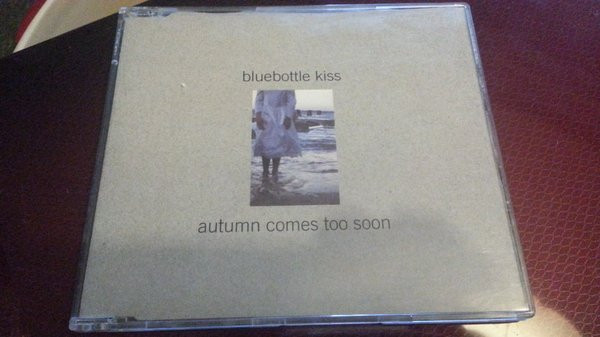 bluebottle kiss
autumn comes too soon